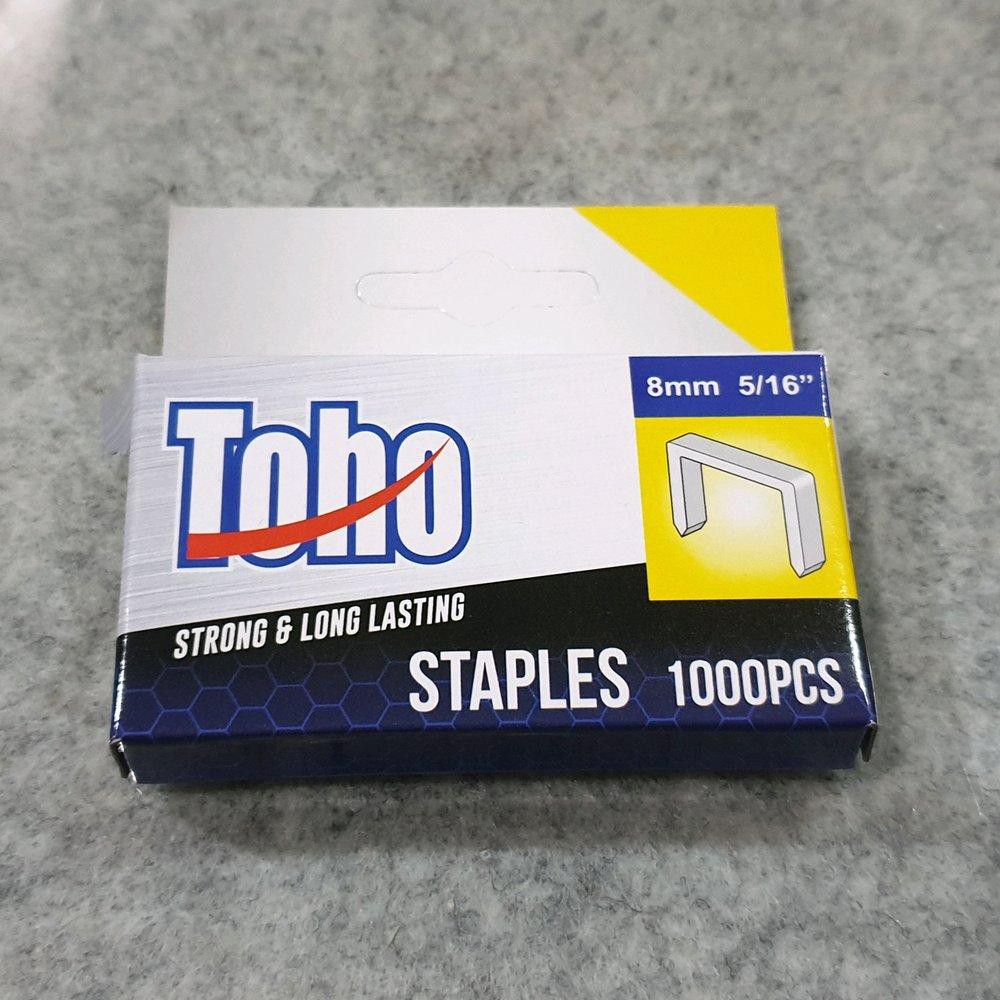 8mm 5/16”
Toho
STRONG & LONG LASTING
STAPLES 1000PCS